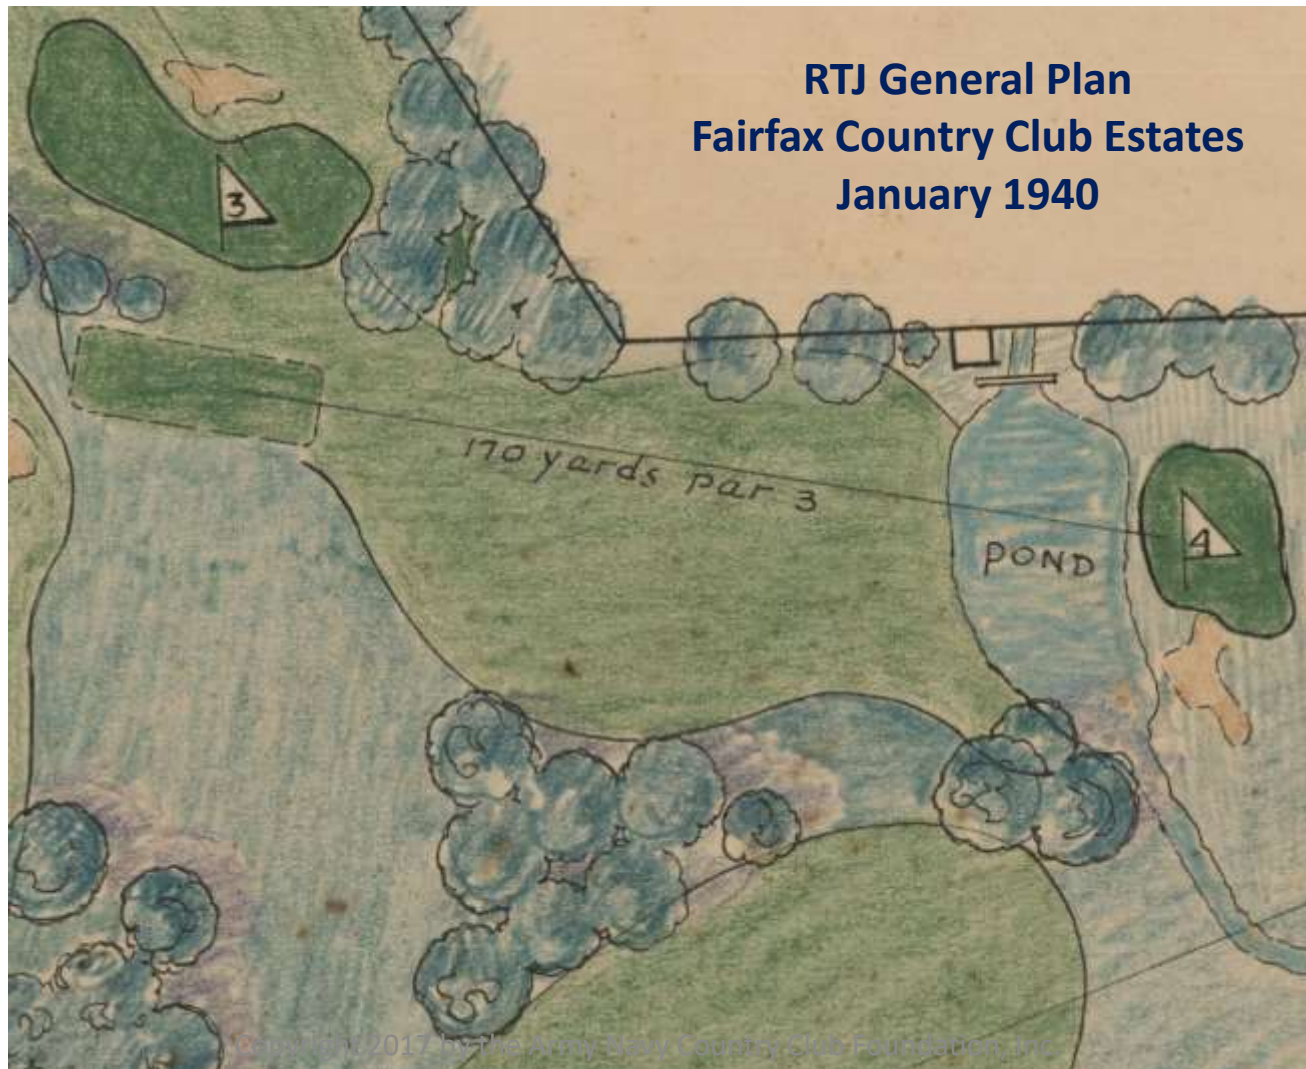 RTJ General Plan
Fairfax Country Club Estates
January 1940
3
170 yards par 3
POND
4
Copyright 2017 by the Army Navy Country Club Foundation, Inc.